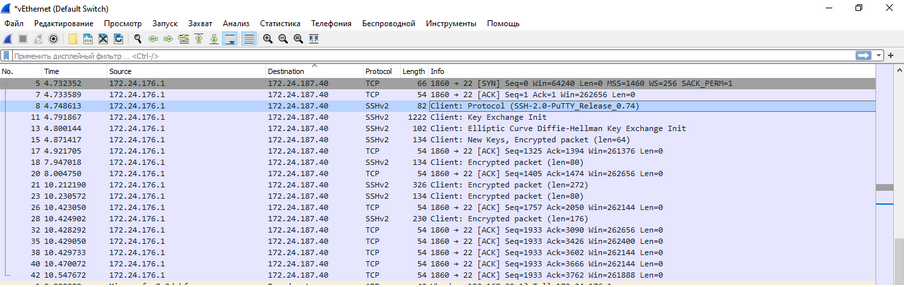 *vEthernet (Default Switch)
Файл Редактирование Просмотр Запуск Захват Анализ Статистика Телефония Беспроводной Инструменты Помощь
Применить дисплейный фильтр ... <Ctrl-/>
No. Time Source Destination Protocol Length Info
5 4.732352 172.24.176.1 172.24.187.40 TCP 66 1860 → 22 [SYN] Seq=0 Win=64240 Len=0 MSS=1460 WS=256 SACK_PERM=1
7 4.733589 172.24.176.1 172.24.187.40 TCP 54 1860 → 22 [ACK] Seq=1 Ack=1 Win=262656 Len=0
8 4.748613 172.24.176.1 172.24.187.40 SSHv2 82 Client: Protocol (SSH-2.0-PuTTY_Release_0.74)
11 4.791867 172.24.176.1 172.24.187.40 SSHv2 1222 Client: Key Exchange Init
13 4.800144 172.24.176.1 172.24.187.40 SSHv2 102 Client: Elliptic Curve Diffie-Hellman Key Exchange Init
15 4.871417 172.24.176.1 172.24.187.40 SSHv2 134 Client: New Keys, Encrypted packet (len=64)
17 4.921705 172.24.176.1 172.24.187.40 TCP 54 1860 → 22 [ACK] Seq=1325 Ack=1394 Win=261376 Len=0
18 7.947018 172.24.176.1 172.24.187.40 SSHv2 134 Client: Encrypted packet (len=80)
20 8.004750 172.24.176.1 172.24.187.40 TCP 54 1860 → 22 [ACK] Seq=1405 Ack=1474 Win=262656 Len=0
21 10.212190 172.24.176.1 172.24.187.40 SSHv2 326 Client: Encrypted packet (len=272)
23 10.230572 172.24.176.1 172.24.187.40 SSHv2 134 Client: Encrypted packet (len=80)
26 10.423050 172.24.176.1 172.24.187.40 TCP 54 1860 → 22 [ACK] Seq=1757 Ack=2050 Win=262144 Len=0
28 10.424902 172.24.176.1 172.24.187.40 SSHv2 230 Client: Encrypted packet (len=176)
32 10.428292 172.24.176.1 172.24.187.40 TCP 54 1860 → 22 [ACK] Seq=1933 Ack=3090 Win=262656 Len=0
35 10.429050 172.24.176.1 172.24.187.40 TCP 54 1860 → 22 [ACK] Seq=1933 Ack=3426 Win=262400 Len=0
38 10.429733 172.24.176.1 172.24.187.40 TCP 54 1860 → 22 [ACK] Seq=1933 Ack=3602 Win=262144 Len=0
40 10.470072 172.24.176.1 172.24.187.40 TCP 54 1860 → 22 [ACK] Seq=1933 Ack=3666 Win=262144 Len=0
42 10.547672 172.24.176.1 172.24.187.40 TCP 54 1860 → 22 [ACK] Seq=1933 Ack=3762 Win=261888 Len=0